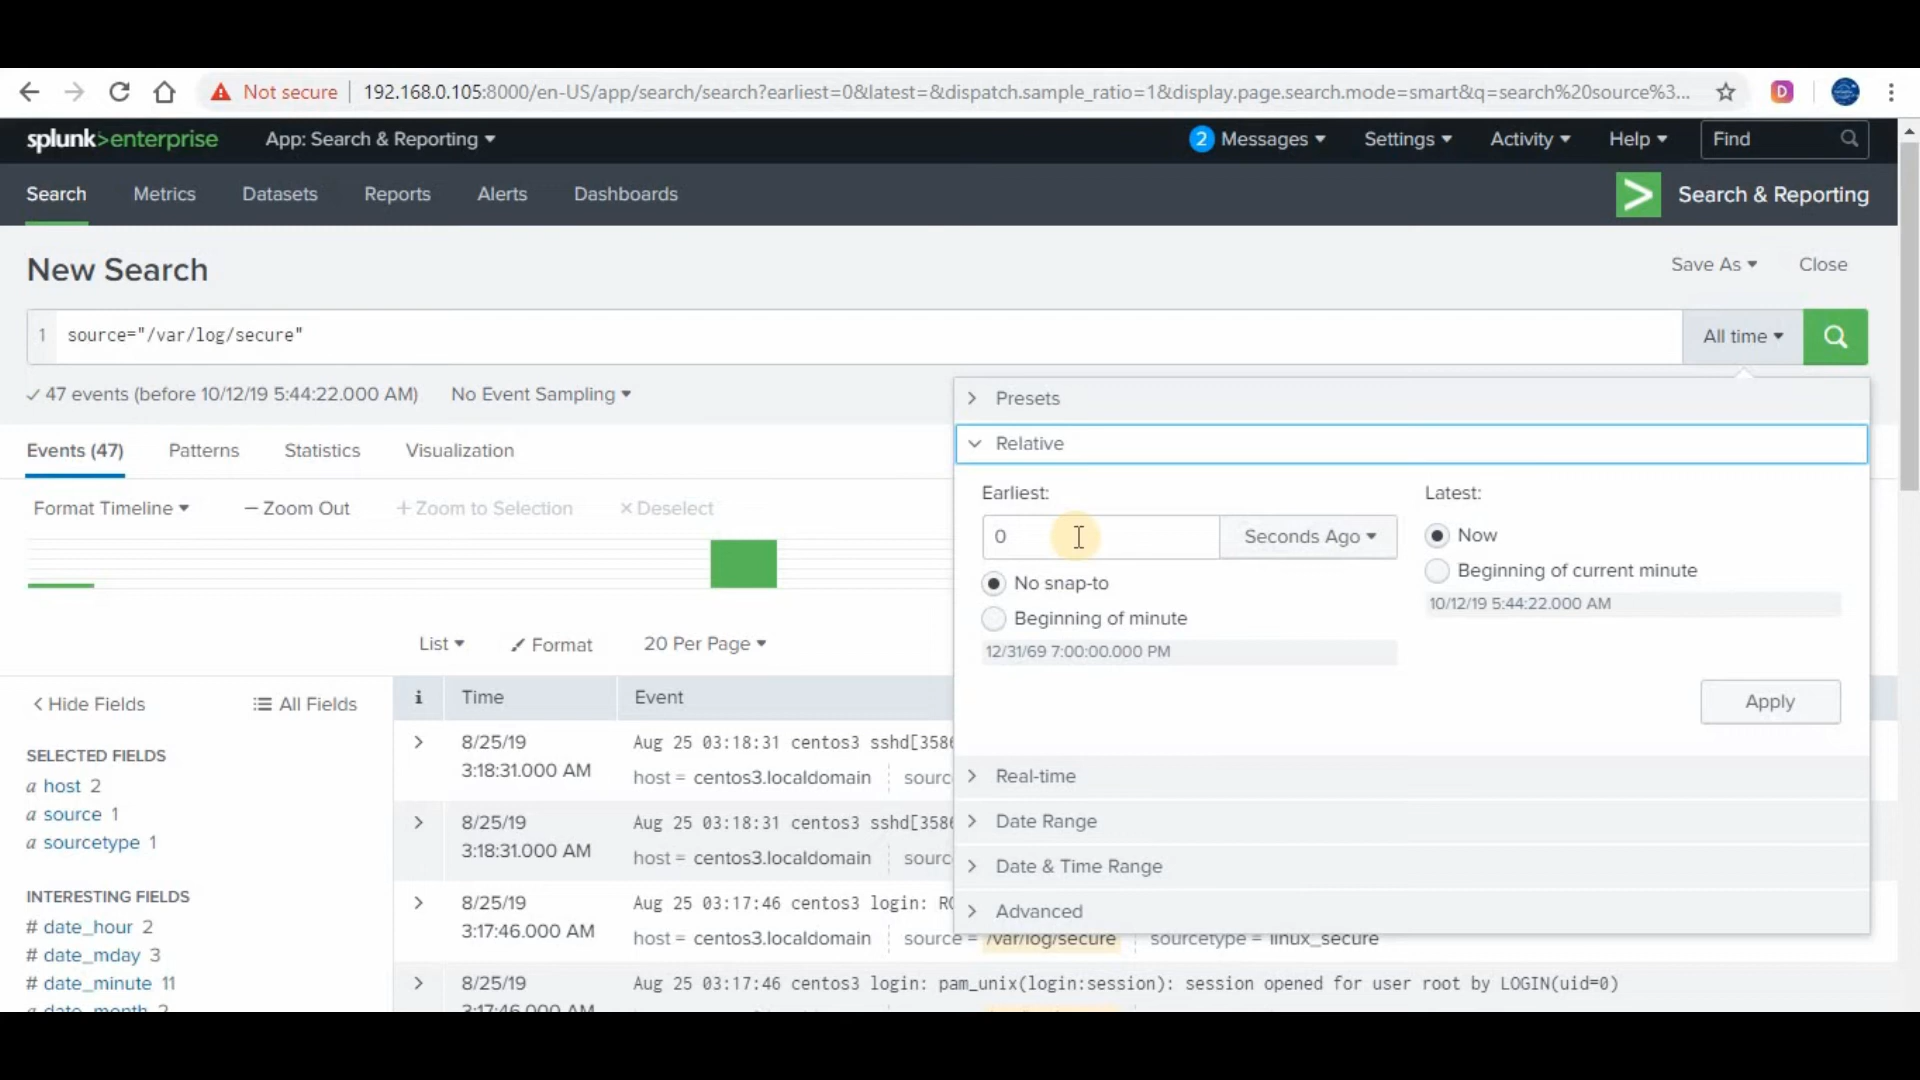 Not secure 192.168.0.105:8000/en-US/app/search/search?earliest=0&latest=&dispatch.sample_ratio=1&display.page.search.mode=smart&q=search%20source%3... D
splunk>enterprise App: Search & Reporting 2 Messages Settings Activity Help Find
Search Metrics Datasets Reports Alerts Dashboards > Search & Reporting
New Search Save As Close
1 source="/var/log/secure" All time
47 events (before 10/12/19 5:44:22.000 AM) No Event Sampling
Presets
Relative
Earliest: Latest:
0 Seconds Ago Now
No snap-to Beginning of current minute
Beginning of minute 10/12/19 5:44:22.000 AM
12/31/69 7:00:00.000 PM
Apply
Real-time
Date Range
Date & Time Range
Advanced
Events (47) Patterns Statistics Visualization
Format Timeline — Zoom Out + Zoom to Selection × Deselect
List Format 20 Per Page
< Hide Fields All Fields
SELECTED FIELDS
a host 2
a source 1
a sourcetype 1
INTERESTING FIELDS
# date_hour 2
# date_mday 3
# date_minute 11
a date_month 2
i Time Event
8/25/19 Aug 25 03:18:31 centos3 sshd[3586
3:18:31.000 AM host = centos3.localdomain sourc
8/25/19 Aug 25 03:18:31 centos3 sshd[3586
3:18:31.000 AM host = centos3.localdomain sourc
8/25/19 Aug 25 03:17:46 centos3 login: RO
3:17:46.000 AM host = centos3.localdomain source = /var/log/secure sourcetype = linux_secure
8/25/19 Aug 25 03:17:46 centos3 login: pam_unix(login:session): session opened for user root by LOGIN(uid=0)
3:17:46.000 AM